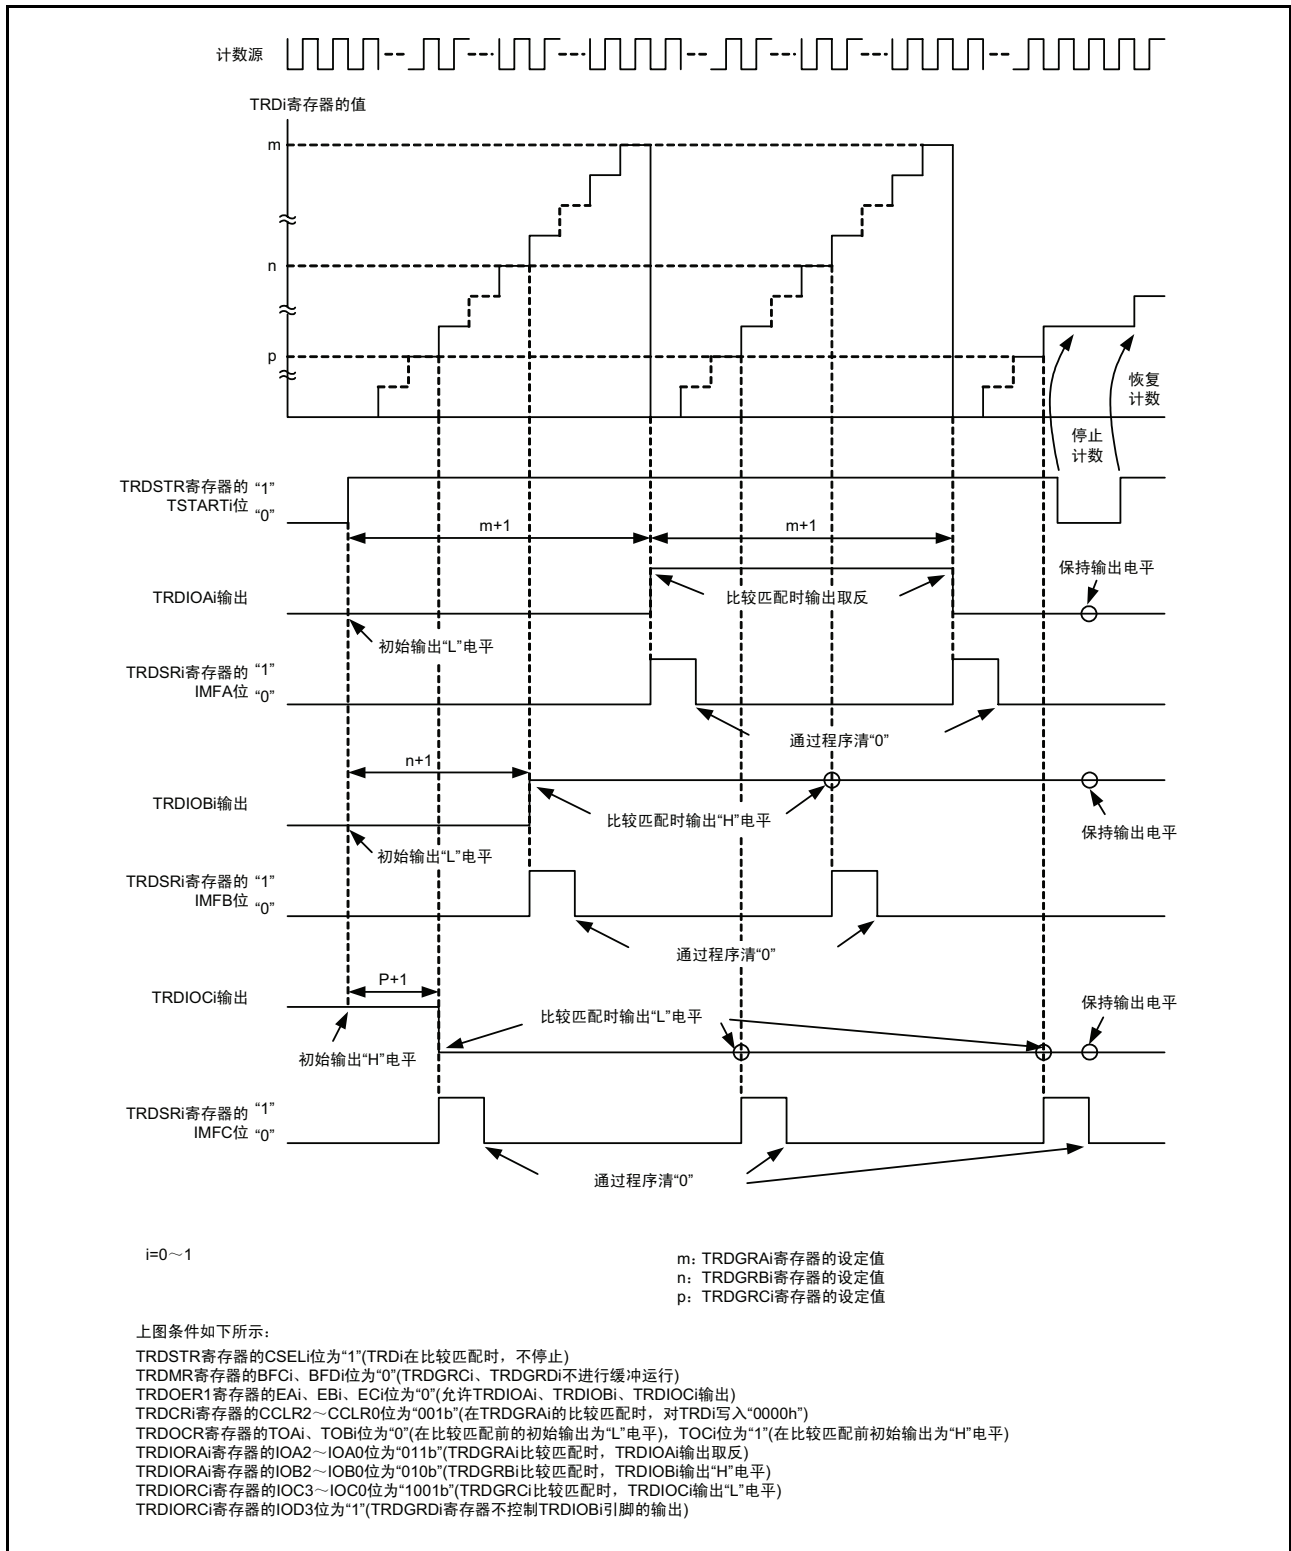 计数源
TRDi寄存器的值
m
n
p
恢复
计数
停止
计数
TRDSTR寄存器的 “1”
TSTARTi位 “0”
m+1
m+1
保持输出电平
TRDIOAi输出
比较匹配时输出取反
初始输出“L”电平
TRDSRi寄存器的 “1”
IMFA位 “0”
通过程序清“0”
n+1
TRDIOBi输出
比较匹配时输出“H”电平
保持输出电平
初始输出“L”电平
TRDSRi寄存器的 “1”
IMFB位 “0”
通过程序清“0”
P+1
TRDIOCi输出
比较匹配时输出“L”电平
保持输出电平
初始输出“H”电平
TRDSRi寄存器的 “1”
IMFC位 “0”
通过程序清“0”
i=0～1
m：TRDGRAi寄存器的设定值
n：TRDGRBi寄存器的设定值
p：TRDGRCi寄存器的设定值
上图条件如下所示：
TRDSTR寄存器的CSELi位为“1”(TRDi在比较匹配时，不停止)
TRDMR寄存器的BFCi、BFDi位为“0”(TRDGRCi、TRDGRDi不进行缓冲运行)
TRDOER1寄存器的EAi、EBi、ECi位为“0”(允许TRDIOAi、TRDIOBi、TRDIOCi输出)
TRDCRi寄存器的CCLR2～CCLR0位为“001b”(在TRDGRAi的比较匹配时，对TRDi写入“0000h”)
TRDOCR寄存器的TOAi、TOBi位为“0”(在比较匹配前的初始输出为“L”电平)，TOCi位为“1”(在比较匹配前初始输出为“H”电平)
TRDIORAi寄存器的IOA2～IOA0位为“011b”(TRDGRAi比较匹配时，TRDIOAi输出取反)
TRDIORAi寄存器的IOB2～IOB0位为“010b”(TRDGRBi比较匹配时，TRDIOBi输出“H”电平)
TRDIORCi寄存器的IOC3～IOC0位为“1001b”(TRDGRCi比较匹配时，TRDIOCi输出“L”电平)
TRDIORCi寄存器的IOD3位为“1”(TRDGRDi寄存器不控制TRDIOBi引脚的输出)